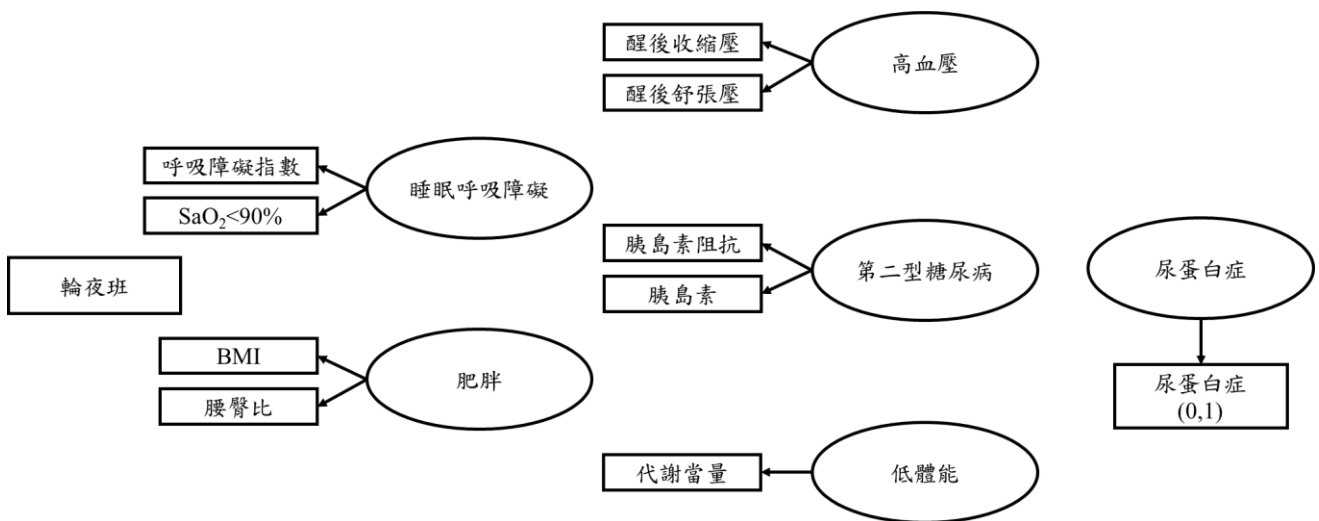 醒後收縮壓
醒後舒張壓
高血壓
呼吸障礙指數
SaO₂<90%
睡眠呼吸障礙
胰島素阻抗
胰島素
第二型糖尿病
尿蛋白症
輪夜班
BMI
腰臀比
肥胖
尿蛋白症
(0,1)
代謝當量
低體能